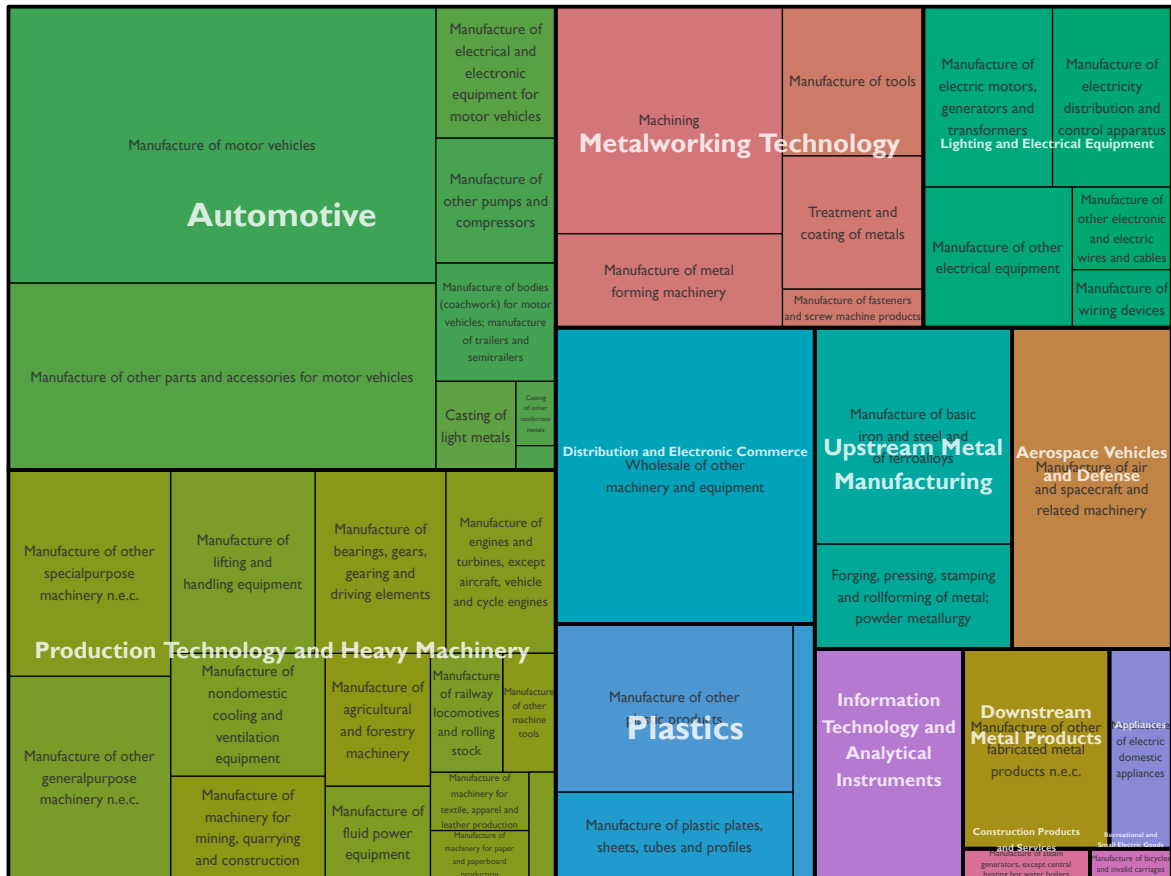 Manufacture of motor vehicles
Automotive
Manufacture of other parts and accessories for motor vehicles
Manufacture of
electrical and
electronic
equipment for
motor vehicles
Manufacture of
other pumps and
compressors
Manufacture of bodies
(coachwork) for motor
vehicles; manufacture
of trailers and
semitrailers
Casting of
light metals
Casting
of other
nonferrous
metals
Machining
Metalworking Technology
Manufacture of metal
forming machinery
Manufacture of tools
Treatment and
coating of metals
Manufacture of fasteners
and screw machine products
Manufacture of
electric motors,
generators and
transformers
Manufacture of
electricity
distribution and
control apparatus
Lighting and Electrical Equipment
Manufacture of other
electrical equipment
Manufacture of
other electronic
and electric
wires and cables
Manufacture of
wiring devices
Distribution and Electronic Commerce
Wholesale of other
machinery and equipment
Manufacture of basic
iron and steel and
of ferroalloys
Upstream Metal
Manufacturing
Forging, pressing, stamping
and rollforming of metal;
powder metallurgy
Aerospace Vehicles
and Defense
Manufacture of air
and spacecraft and
related machinery
Manufacture of other
specialpurpose
machinery n.e.c.
Manufacture of
lifting and
handling equipment
Manufacture of
bearings, gears,
gearing and
driving elements
Manufacture of
engines and
turbines, except
aircraft, vehicle
and cycle engines
Production Technology and Heavy Machinery
Manufacture of other
generalpurpose
machinery n.e.c.
Manufacture of
nondomestic
cooling and
ventilation
equipment
Manufacture of
machinery for
mining, quarrying
and construction
Manufacture of
agricultural
and forestry
machinery
Manufacture of
fluid power
equipment
Manufacture
of railway
locomotives
and rolling
stock
Manufacture
of other
machine
tools
Manufacture of
machinery for
textile, apparel and
leather production
Manufacture of
machinery for paper
and paperboard
production
Manufacture of other
plastic products
Plastics
Manufacture of plastic plates,
sheets, tubes and profiles
Information
Technology and
Analytical
Instruments
Downstream
Metal Products
Manufacture of other
fabricated metal
products n.e.c.
Appliances
Manufacture
of electric
domestic
appliances
Construction Products
and Services
Manufacture of steam
generators, except central
heating hot water boilers
Recreational and
Small Electric Goods
Manufacture of bicycles
and invalid carriages